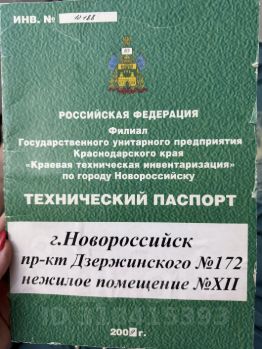 ИНВ. №
РОССИЙСКАЯ ФЕДЕРАЦИЯ
Филиал
Государственного унитарного предприятия
Краснодарского края
«Краевая техническая инвентаризация»
по городу Новороссийску
ТЕХНИЧЕСКИЙ ПАСПОРТ
г.Новороссийск
пр-кт Дзержинского №172
нежилое помещение №XII